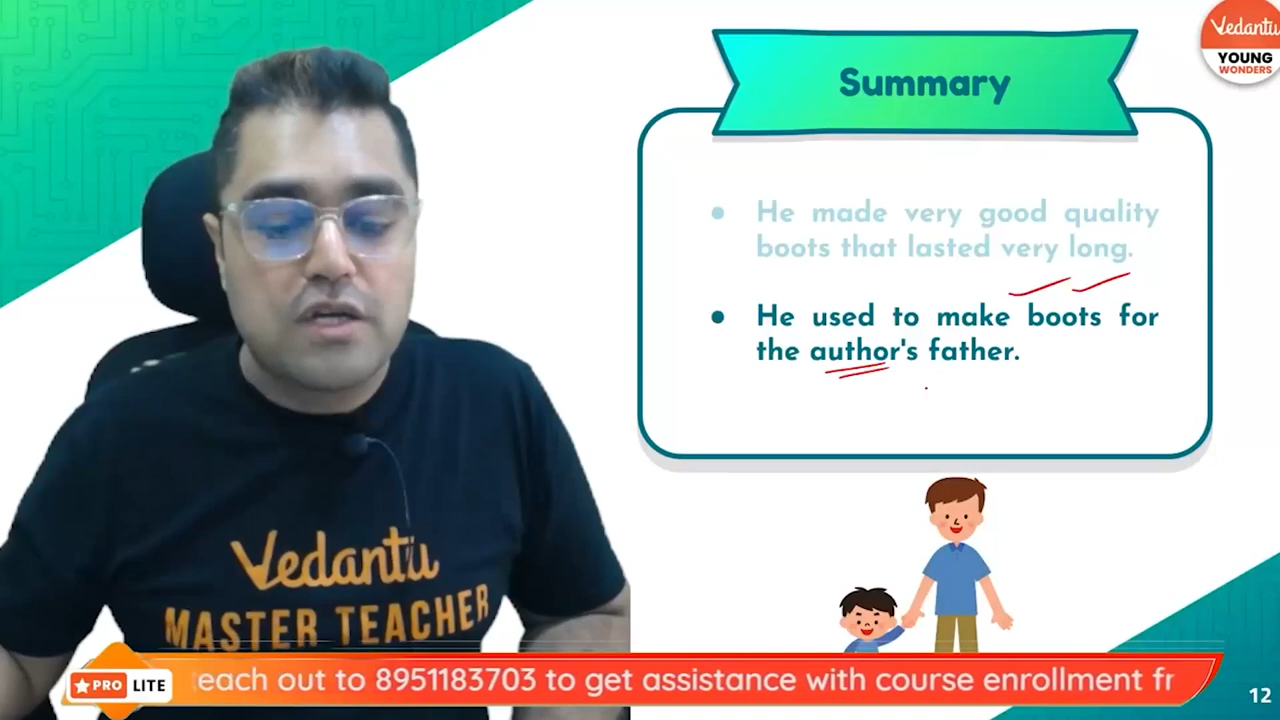 Vedantu
YOUNG
WONDERS
Summary
• He made very good quality
boots that lasted very long.
• He used to make boots for
the author's father.
Vedantu
MASTER TEACHER
PRO LITE
each out to 8951183703 to get assistance with course enrollment fr
12